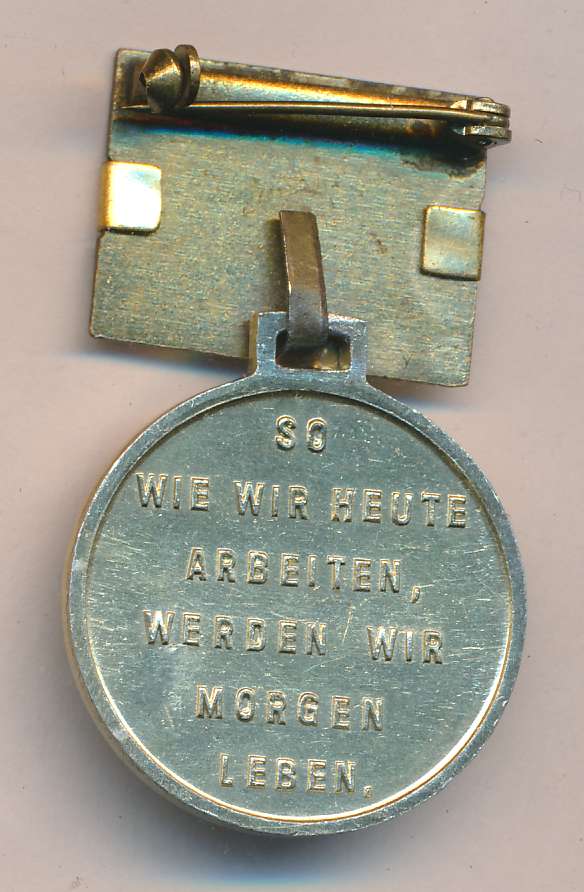 SO
WIE WIR HEUTE
ARBEITEN,
WERDEN WIR
MORGEN
LEBEN.